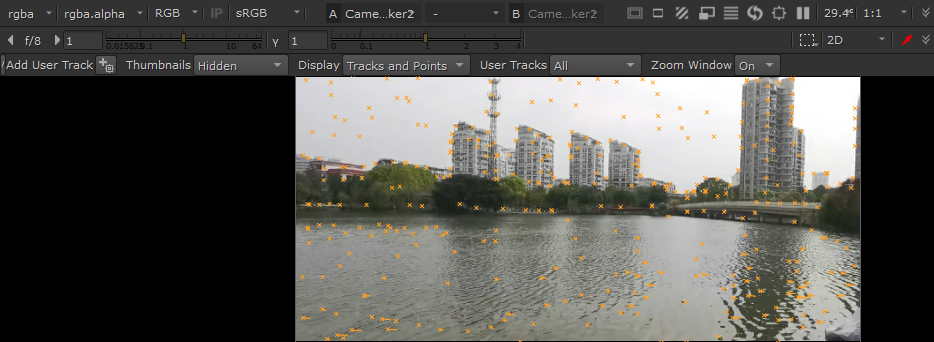 rgba rgba.alpha RGB IP sRGB A Came...ker2 - B Came...ker2 29.4% 1:1
f/8 1 0.015625 0.1 1 10 64 γ 1 0 0.1 1 2 3 4 2D
Add User Track Thumbnails Hidden Display Tracks and Points User Tracks All Zoom Window On